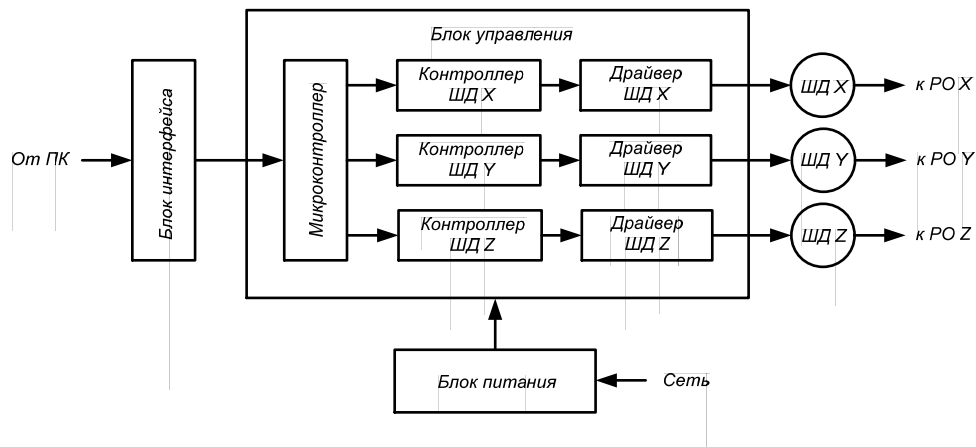 Блок управления
Контроллер
ШД X
Драйвер
ШД X
ШД X
к РО X
От ПК
Блок интерфейса
Микроконтроллер
Контроллер
ШД Y
Драйвер
ШД Y
ШД Y
к РО Y
Контроллер
ШД Z
Драйвер
ШД Z
ШД Z
к РО Z
Блок питания
Сеть